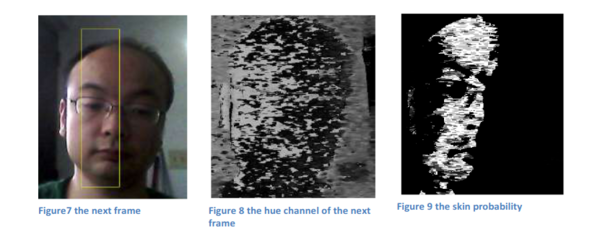 Figure7 the next frame
Figure 8 the hue channel of the next
frame
Figure 9 the skin probability